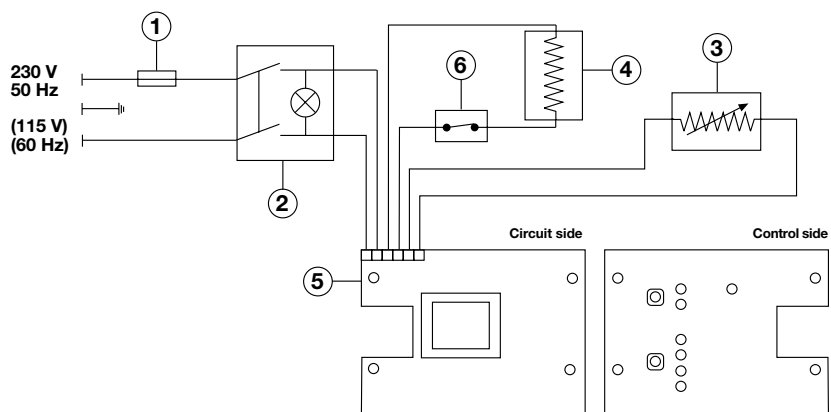 1
6
4
3
230 V
50 Hz
(115 V)
(60 Hz)
2
Circuit side
Control side
5